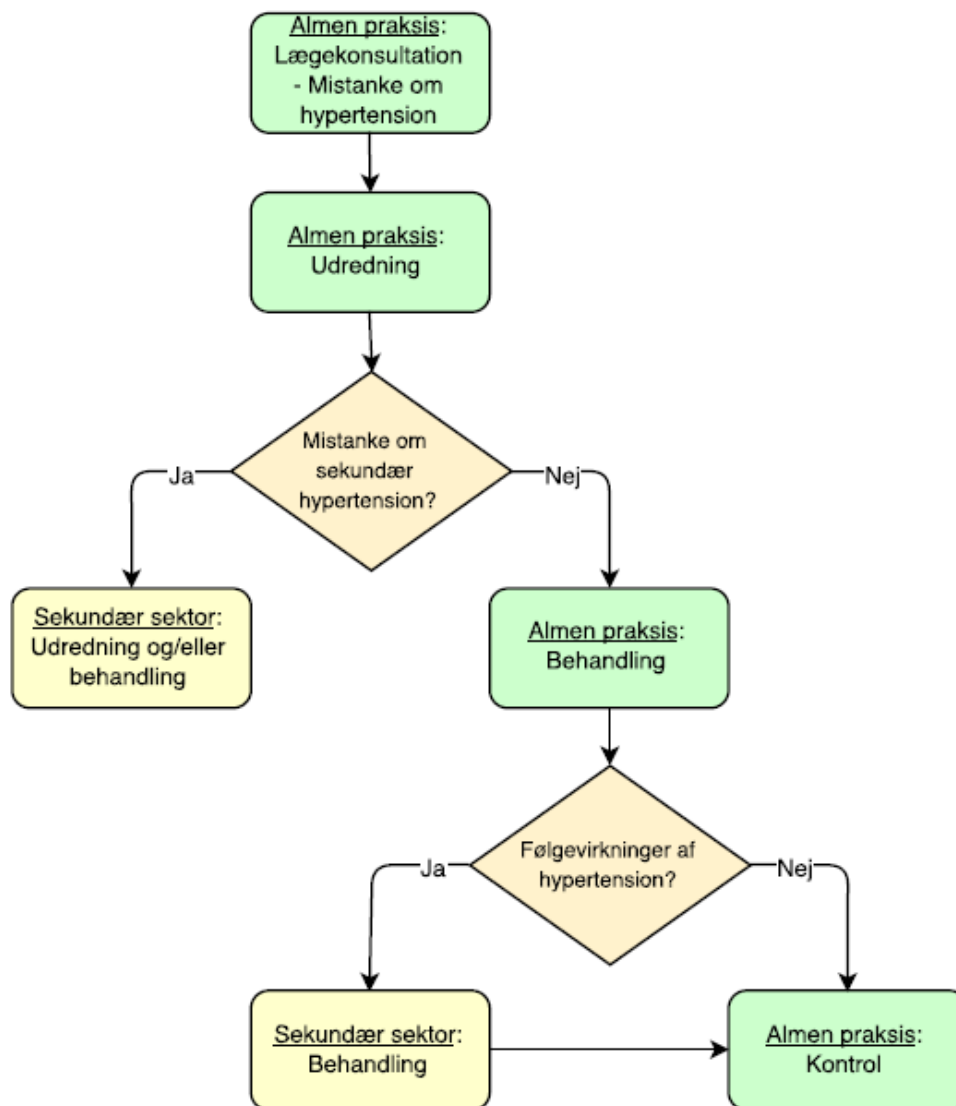 Almen praksis:
Lægekonsultation
- Mistanke om
hypertension
Almen praksis:
Udredning
Mistanke om
sekundær
hypertension?
Ja
Nej
Sekundær sektor:
Udredning og/eller
behandling
Almen praksis:
Behandling
Følgevirkninger af
hypertension?
Ja
Nej
Sekundær sektor:
Behandling
Almen praksis:
Kontrol